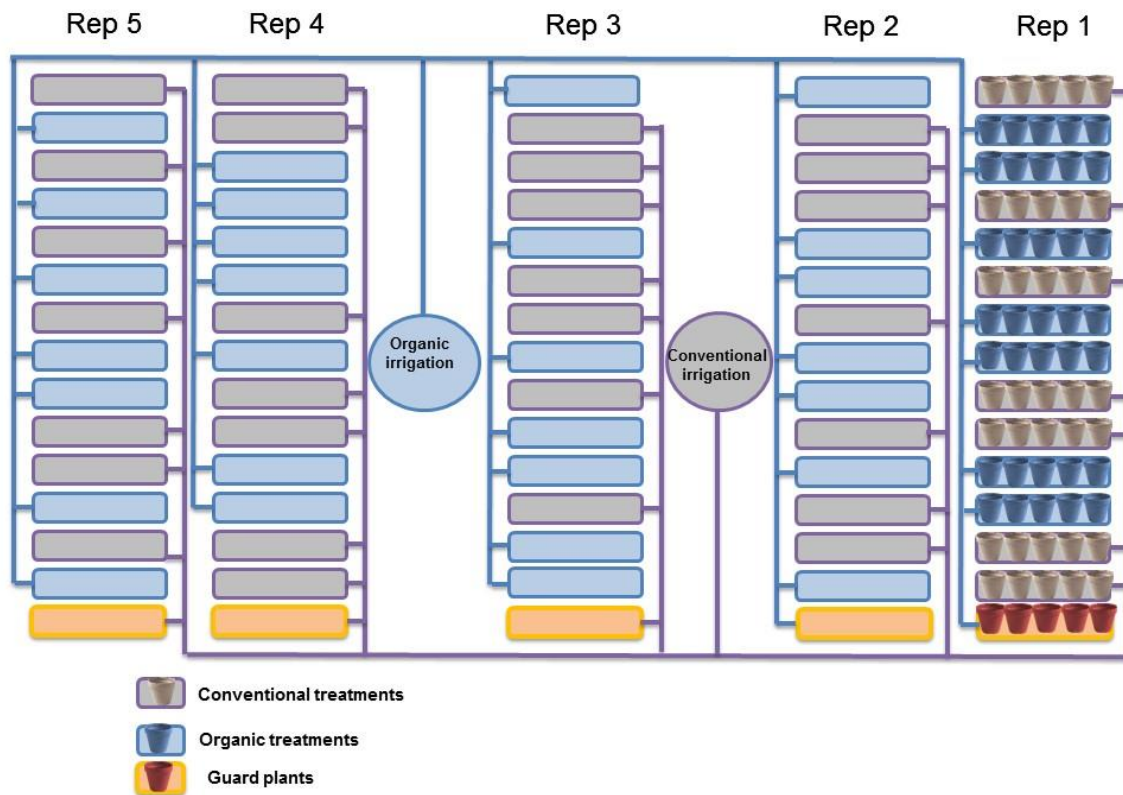 Rep 5
Rep 4
Rep 3
Rep 2
Rep 1
Organic
irrigation
Conventional
irrigation
Conventional treatments
Organic treatments
Guard plants